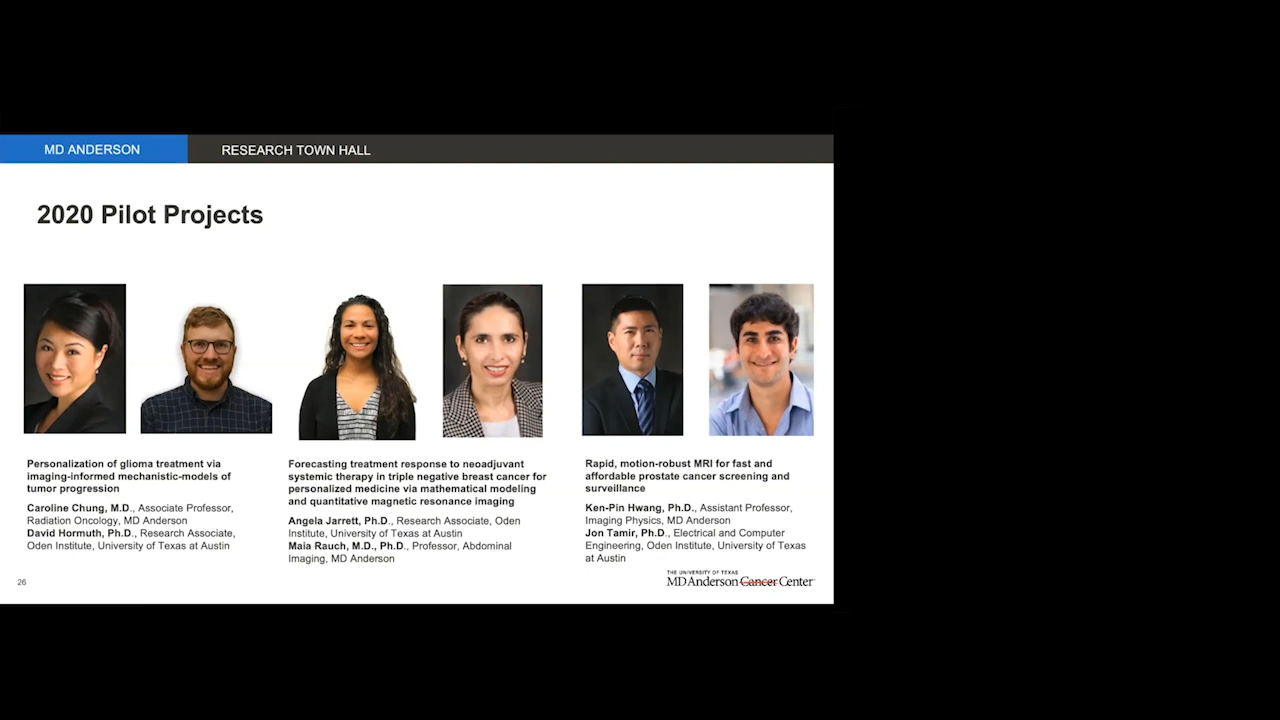 MD ANDERSON
RESEARCH TOWN HALL
2020 Pilot Projects
Personalization of glioma treatment via
imaging-informed mechanistic-models of
tumor progression
Caroline Chung, M.D., Associate Professor,
Radiation Oncology, MD Anderson
David Hormuth, Ph.D., Research Associate,
Oden Institute, University of Texas at Austin
Forecasting treatment response to neoadjuvant
systemic therapy in triple negative breast cancer for
personalized medicine via mathematical modeling
and quantitative magnetic resonance imaging
Angela Jarrett, Ph.D., Research Associate, Oden
Institute, University of Texas at Austin
Maia Rauch, M.D., Ph.D., Professor, Abdominal
Imaging, MD Anderson
Rapid, motion-robust MRI for fast and
affordable prostate cancer screening and
surveillance
Ken-Pin Hwang, Ph.D., Assistant Professor,
Imaging Physics, MD Anderson
Jon Tamir, Ph.D., Electrical and Computer
Engineering, Oden Institute, University of Texas
at Austin
26
THE UNIVERSITY OF TEXAS
MD Anderson Cancer Center